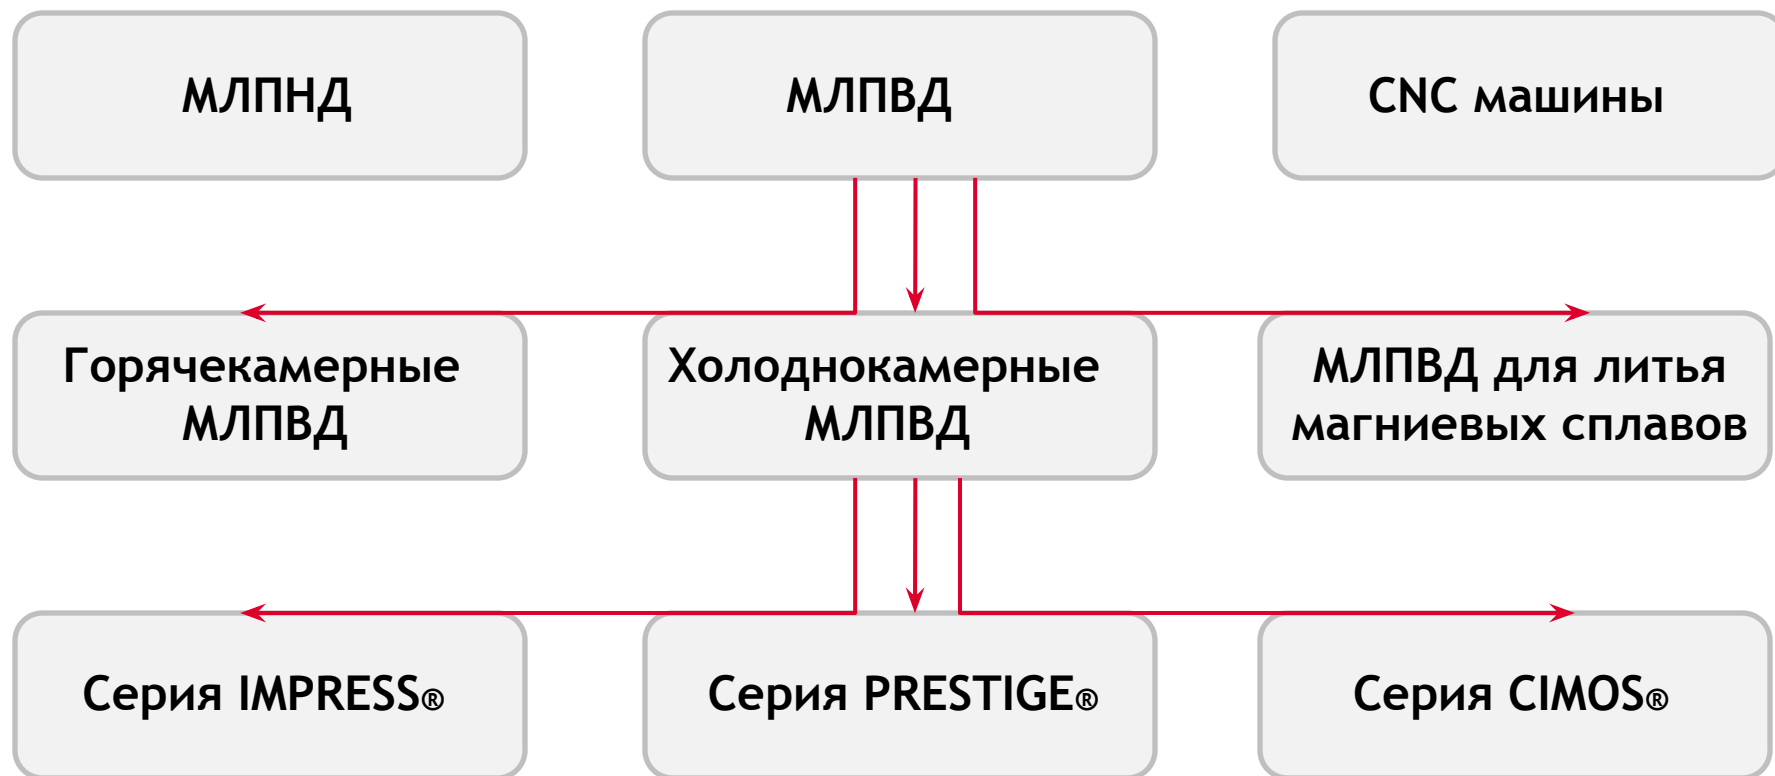 МЛПНД
МЛПВД
CNC машины
Горячекамерные
МЛПВД
Холоднокамерные
МЛПВД
МЛПВД для литья
магниевых сплавов
Серия IMPRESS®
Серия PRESTIGE®
Серия CIMOS®